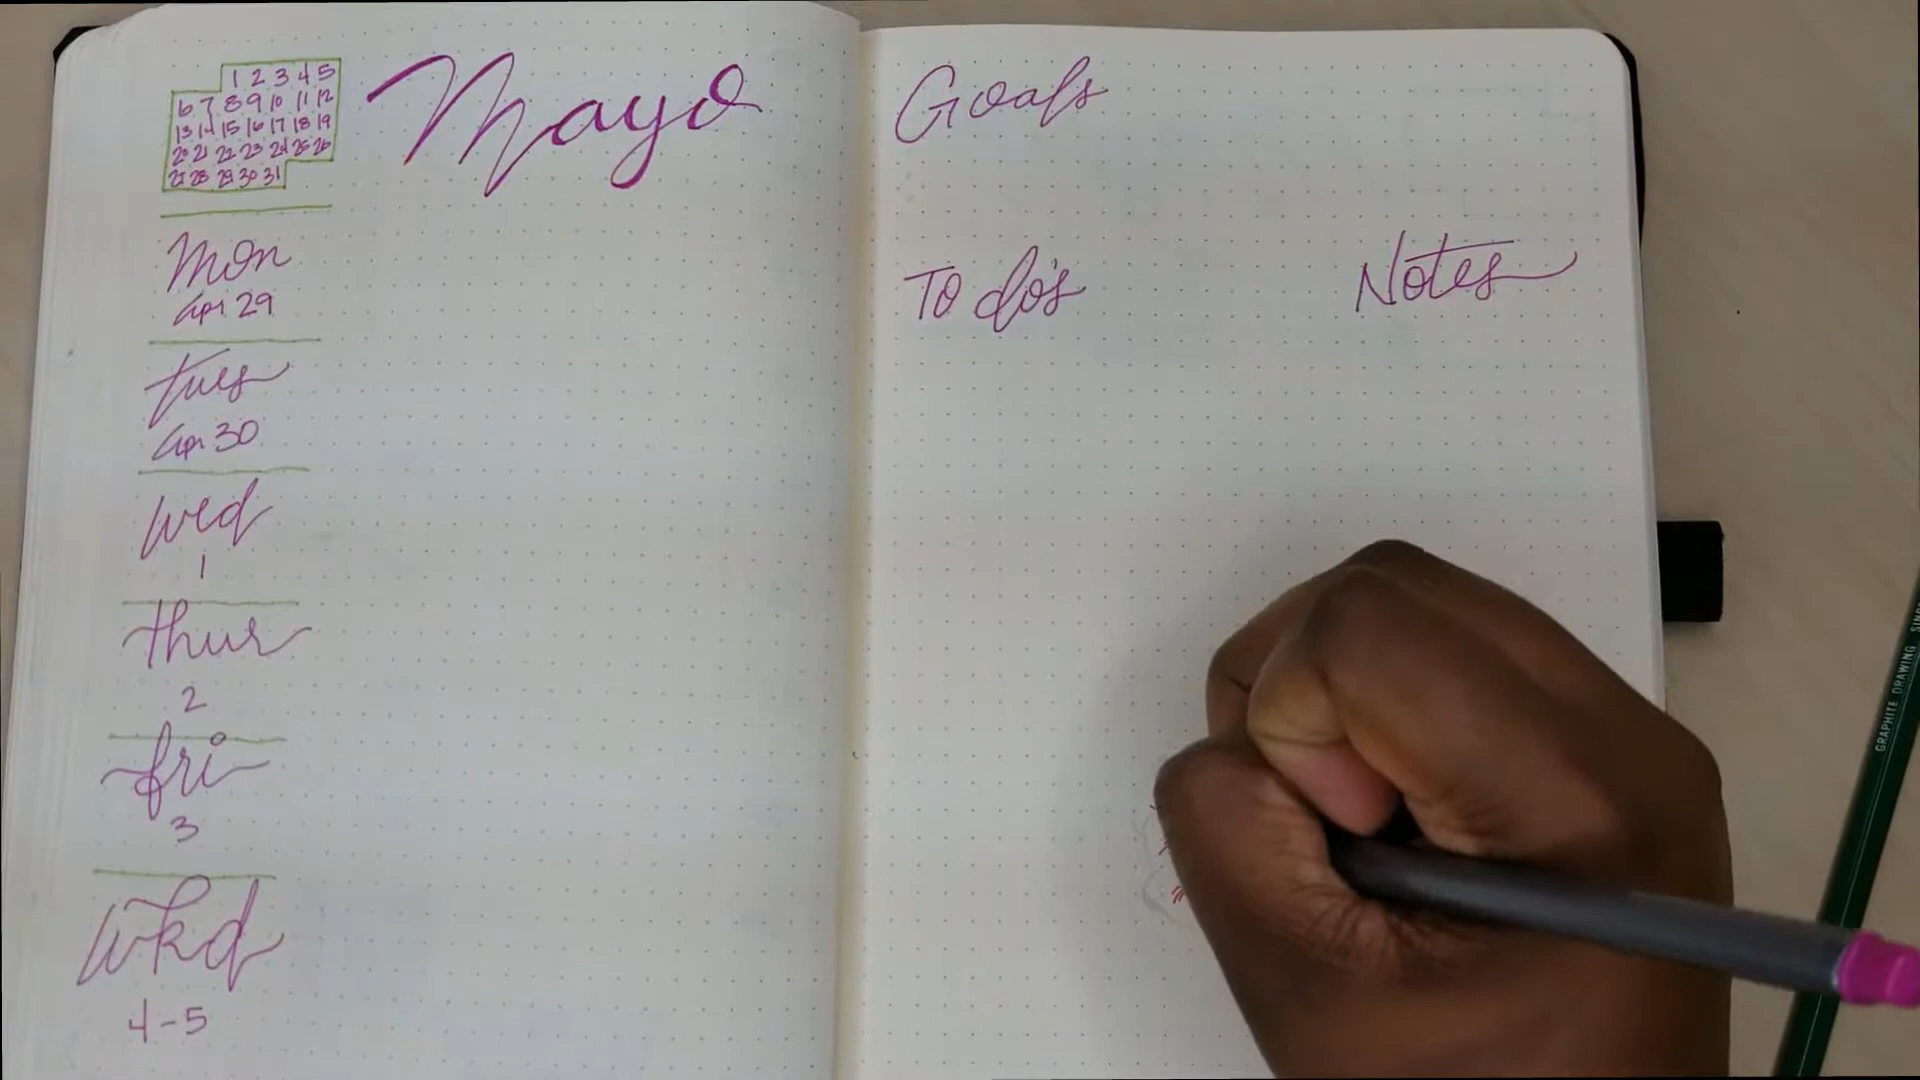 1 2 3 4 5
6 7 8 9 10 11 12
13 14 15 16 17 18 19
20 21 22 23 24 25 26
27 28 29 30 31
Mayo
Mon
Apr 29
tues
Apr 30
wed
1
thur
2
fri
3
wkd
4-5
Goals
To do's
Notes
GRAPHITE DRAWING